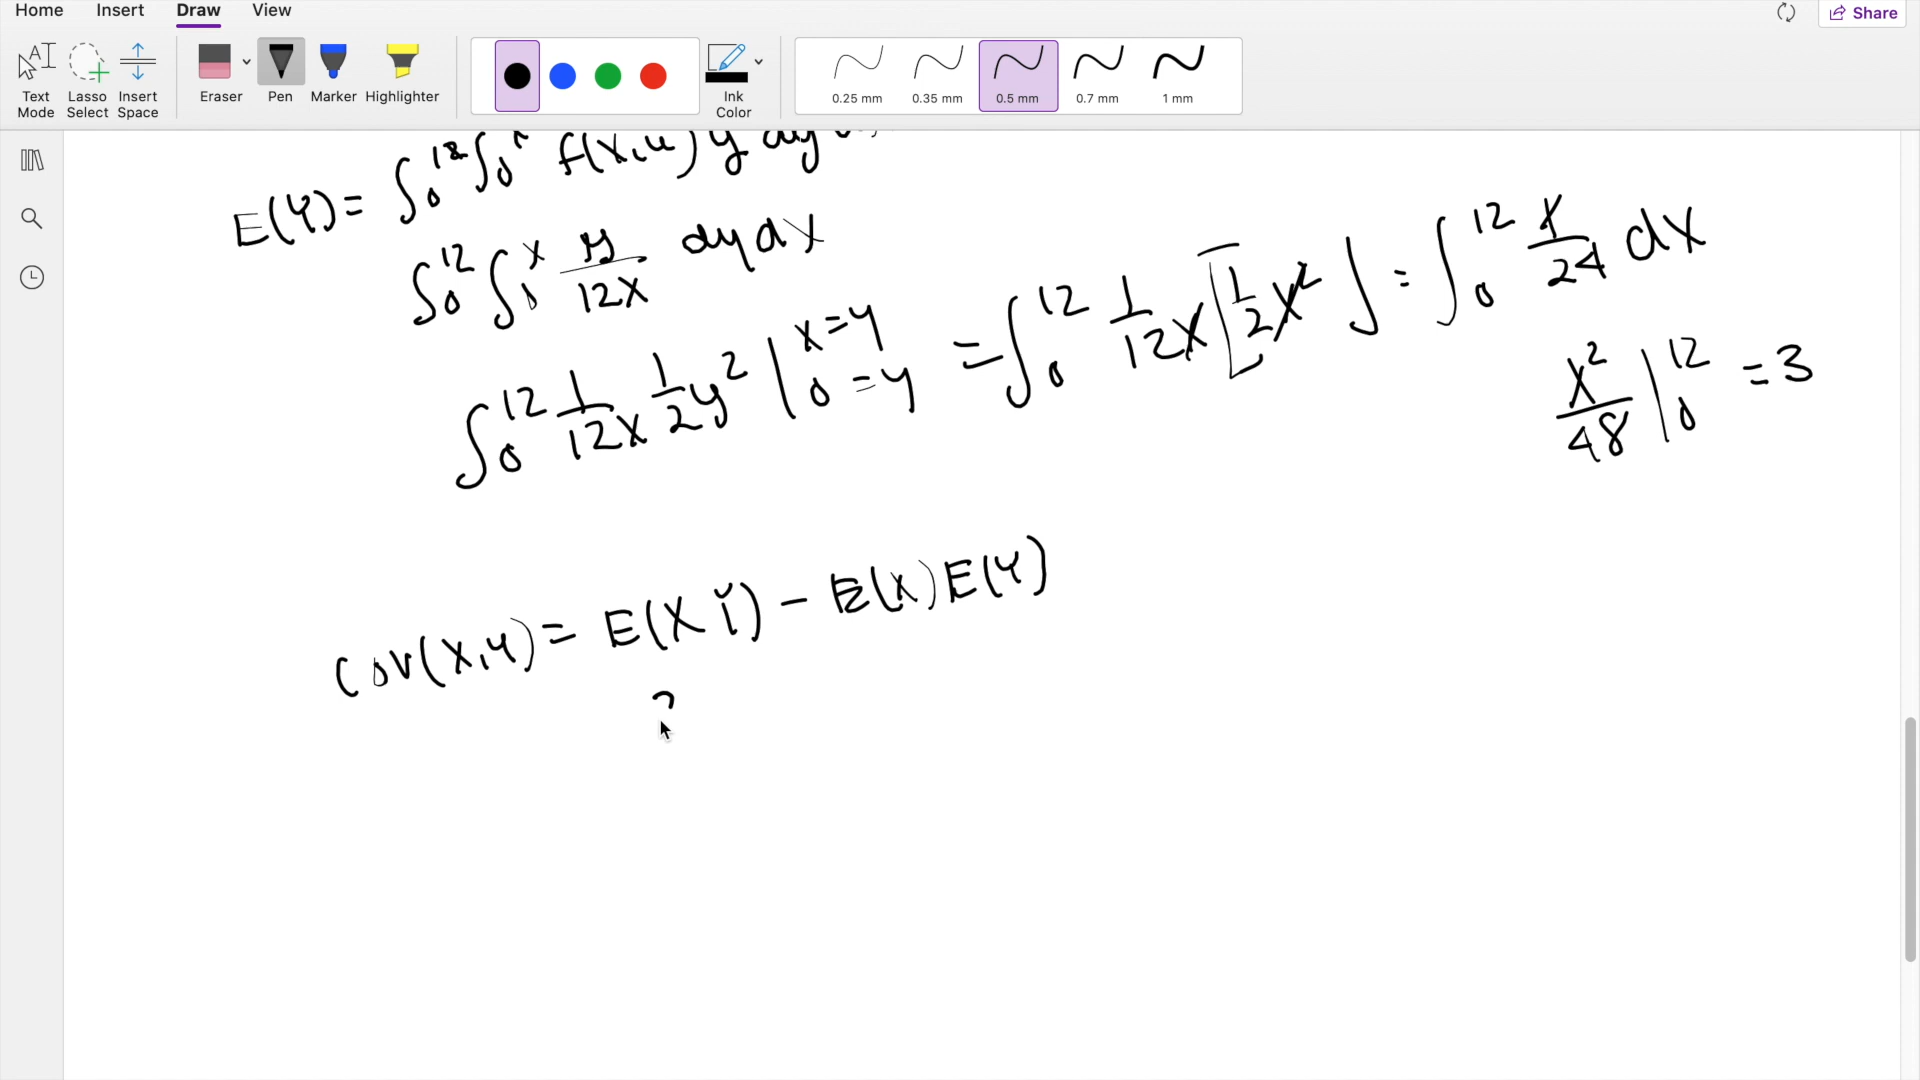 Home Insert Draw View Share
Text Mode Lasso Select Insert Space Eraser Pen Marker Highlighter Ink Color 0.25 mm 0.35 mm 0.5 mm 0.7 mm 1 mm
E(Y)= ∫₀¹² ∫₀ˣ f(x,y) y dy
∫₀¹² ∫₀ˣ y/12x dy dx
∫₀¹² 1/12x 1/2 y² | x=y 0=y = ∫₀¹² 1/12x [1/2 x²] = ∫₀¹² x/24 dx
x²/48 |₀¹² = 3
Cov(X,Y) = E(XY) - E(X)E(Y)